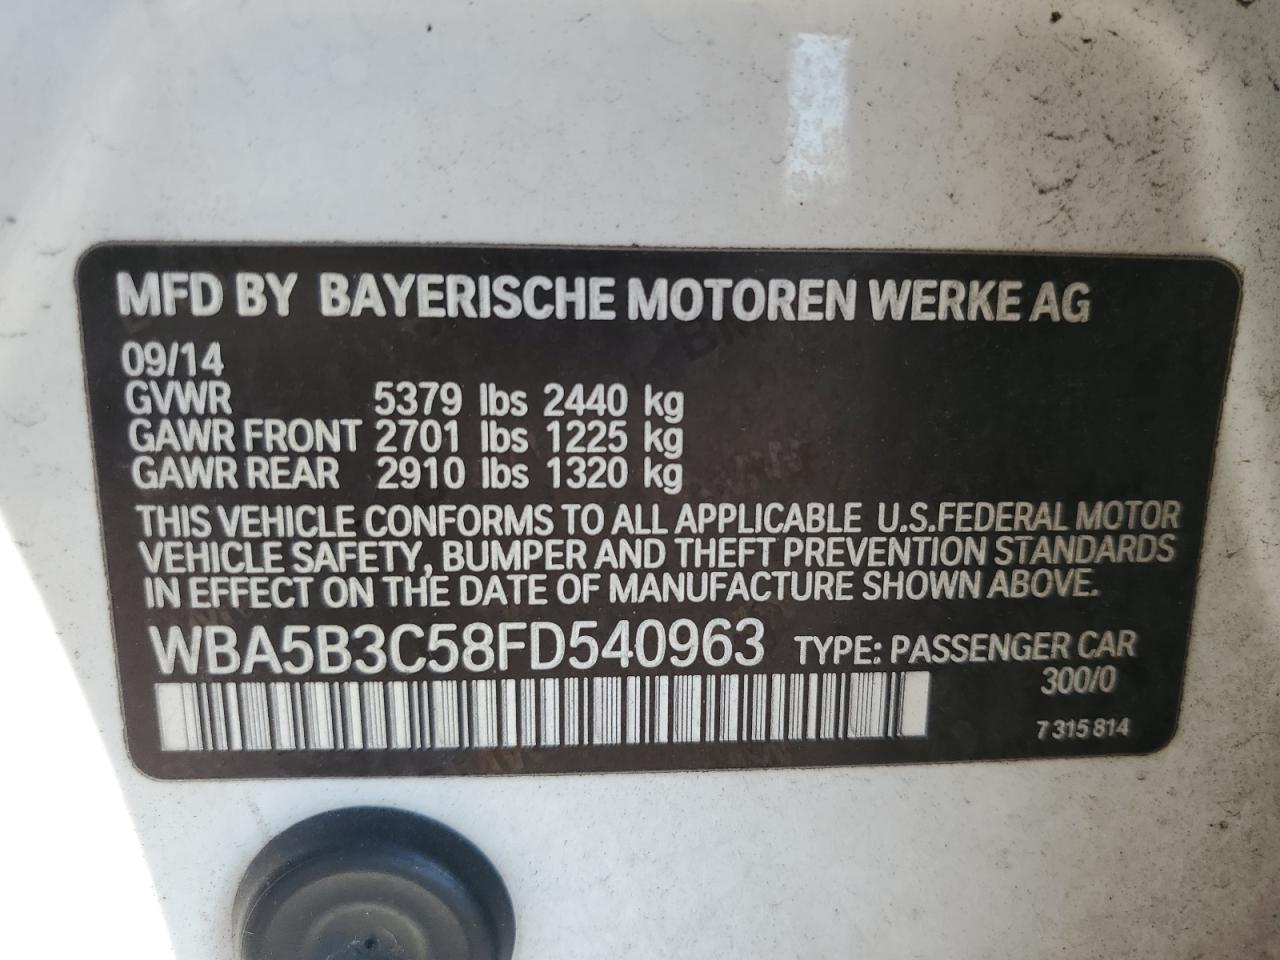 MFD BY BAYERISCHE MOTOREN WERKE AG
09/14
GVWR 5379 lbs 2440 kg
GAWR FRONT 2701 lbs 1225 kg
GAWR REAR 2910 lbs 1320 kg
THIS VEHICLE CONFORMS TO ALL APPLICABLE U.S.FEDERAL MOTOR
VEHICLE SAFETY, BUMPER AND THEFT PREVENTION STANDARDS
IN EFFECT ON THE DATE OF MANUFACTURE SHOWN ABOVE.
WBA5B3C58FD540963 TYPE: PASSENGER CAR
300/0
7 315 814